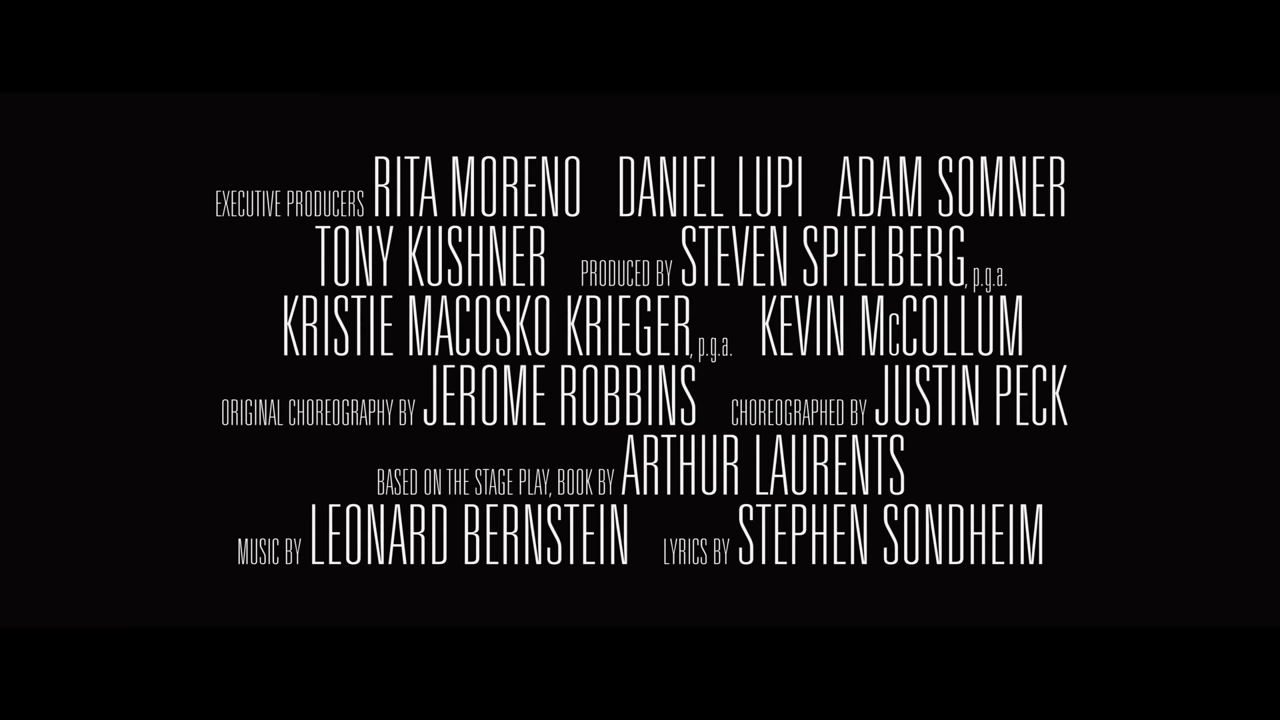 EXECUTIVE PRODUCERS RITA MORENO DANIEL LUPI ADAM SOMNER
TONY KUSHNER PRODUCED BY STEVEN SPIELBERG, p.g.a.
KRISTIE MACOSKO KRIEGER, p.g.a. KEVIN McCOLLUM
ORIGINAL CHOREOGRAPHY BY JEROME ROBBINS CHOREOGRAPHED BY JUSTIN PECK
BASED ON THE STAGE PLAY, BOOK BY ARTHUR LAURENTS
MUSIC BY LEONARD BERNSTEIN LYRICS BY STEPHEN SONDHEIM